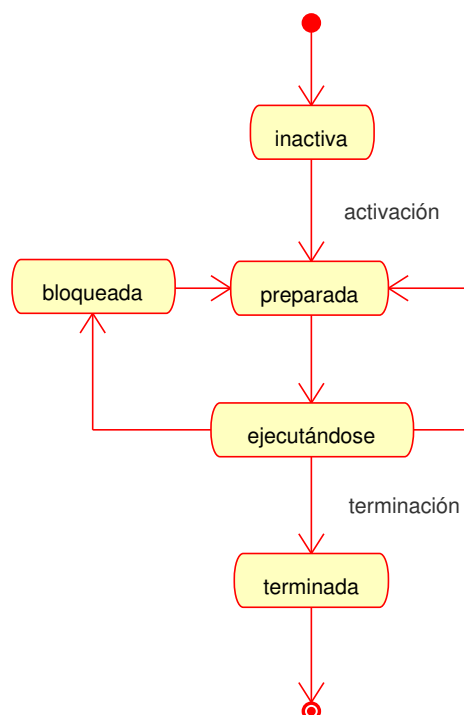 inactiva
activación
bloqueada
preparada
ejecutándose
terminación
terminada